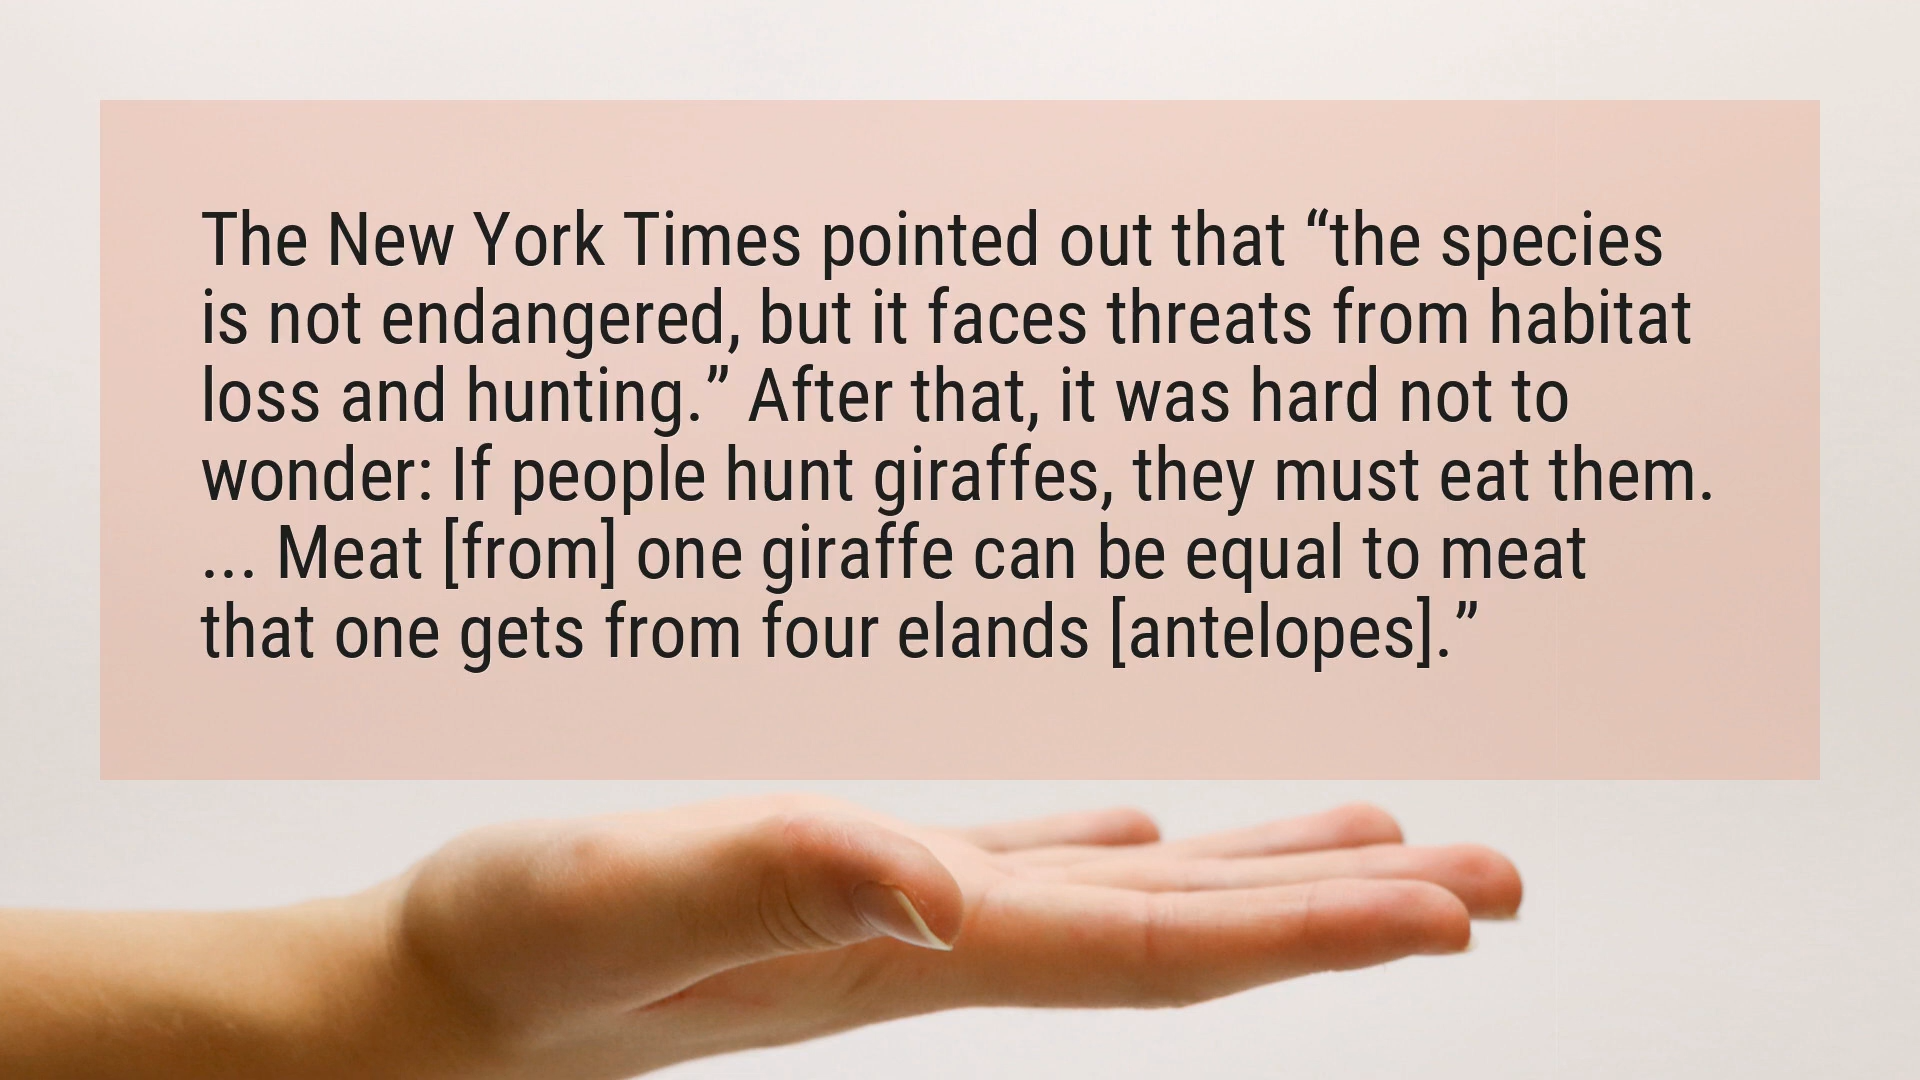 The New York Times pointed out that “the species
is not endangered, but it faces threats from habitat
loss and hunting.” After that, it was hard not to
wonder: If people hunt giraffes, they must eat them.
... Meat [from] one giraffe can be equal to meat
that one gets from four elands [antelopes].”